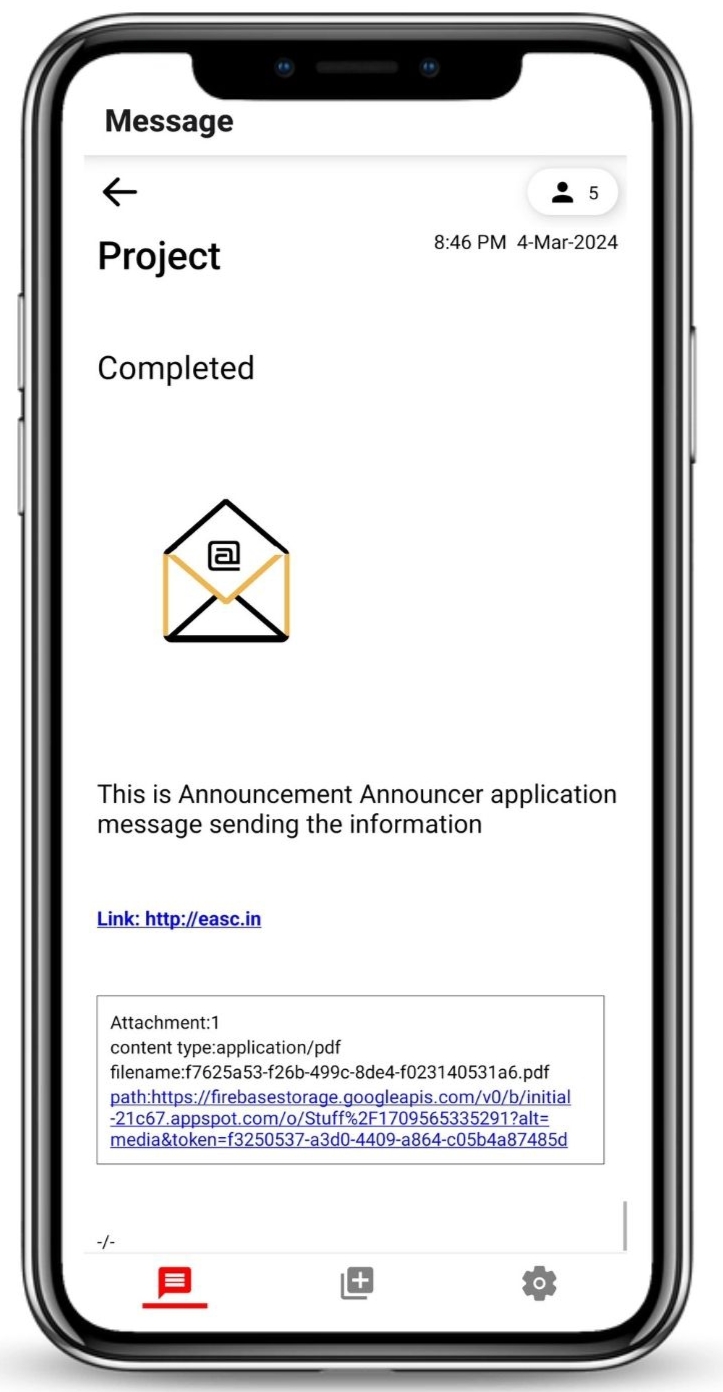 Message
5
Project
8:46 PM 4-Mar-2024
Completed
@
This is Announcement Announcer application
message sending the information
Link: http://easc.in
Attachment:1
content type:application/pdf
filename:f7625a53-f26b-499c-8de4-f023140531a6.pdf
path:https://firebasestorage.googleapis.com/v0/b/initial
-21c67.appspot.com/o/Stuff%2F1709565335291?alt=
media&token=f3250537-a3d0-4409-a864-c05b4a87485d
-/-